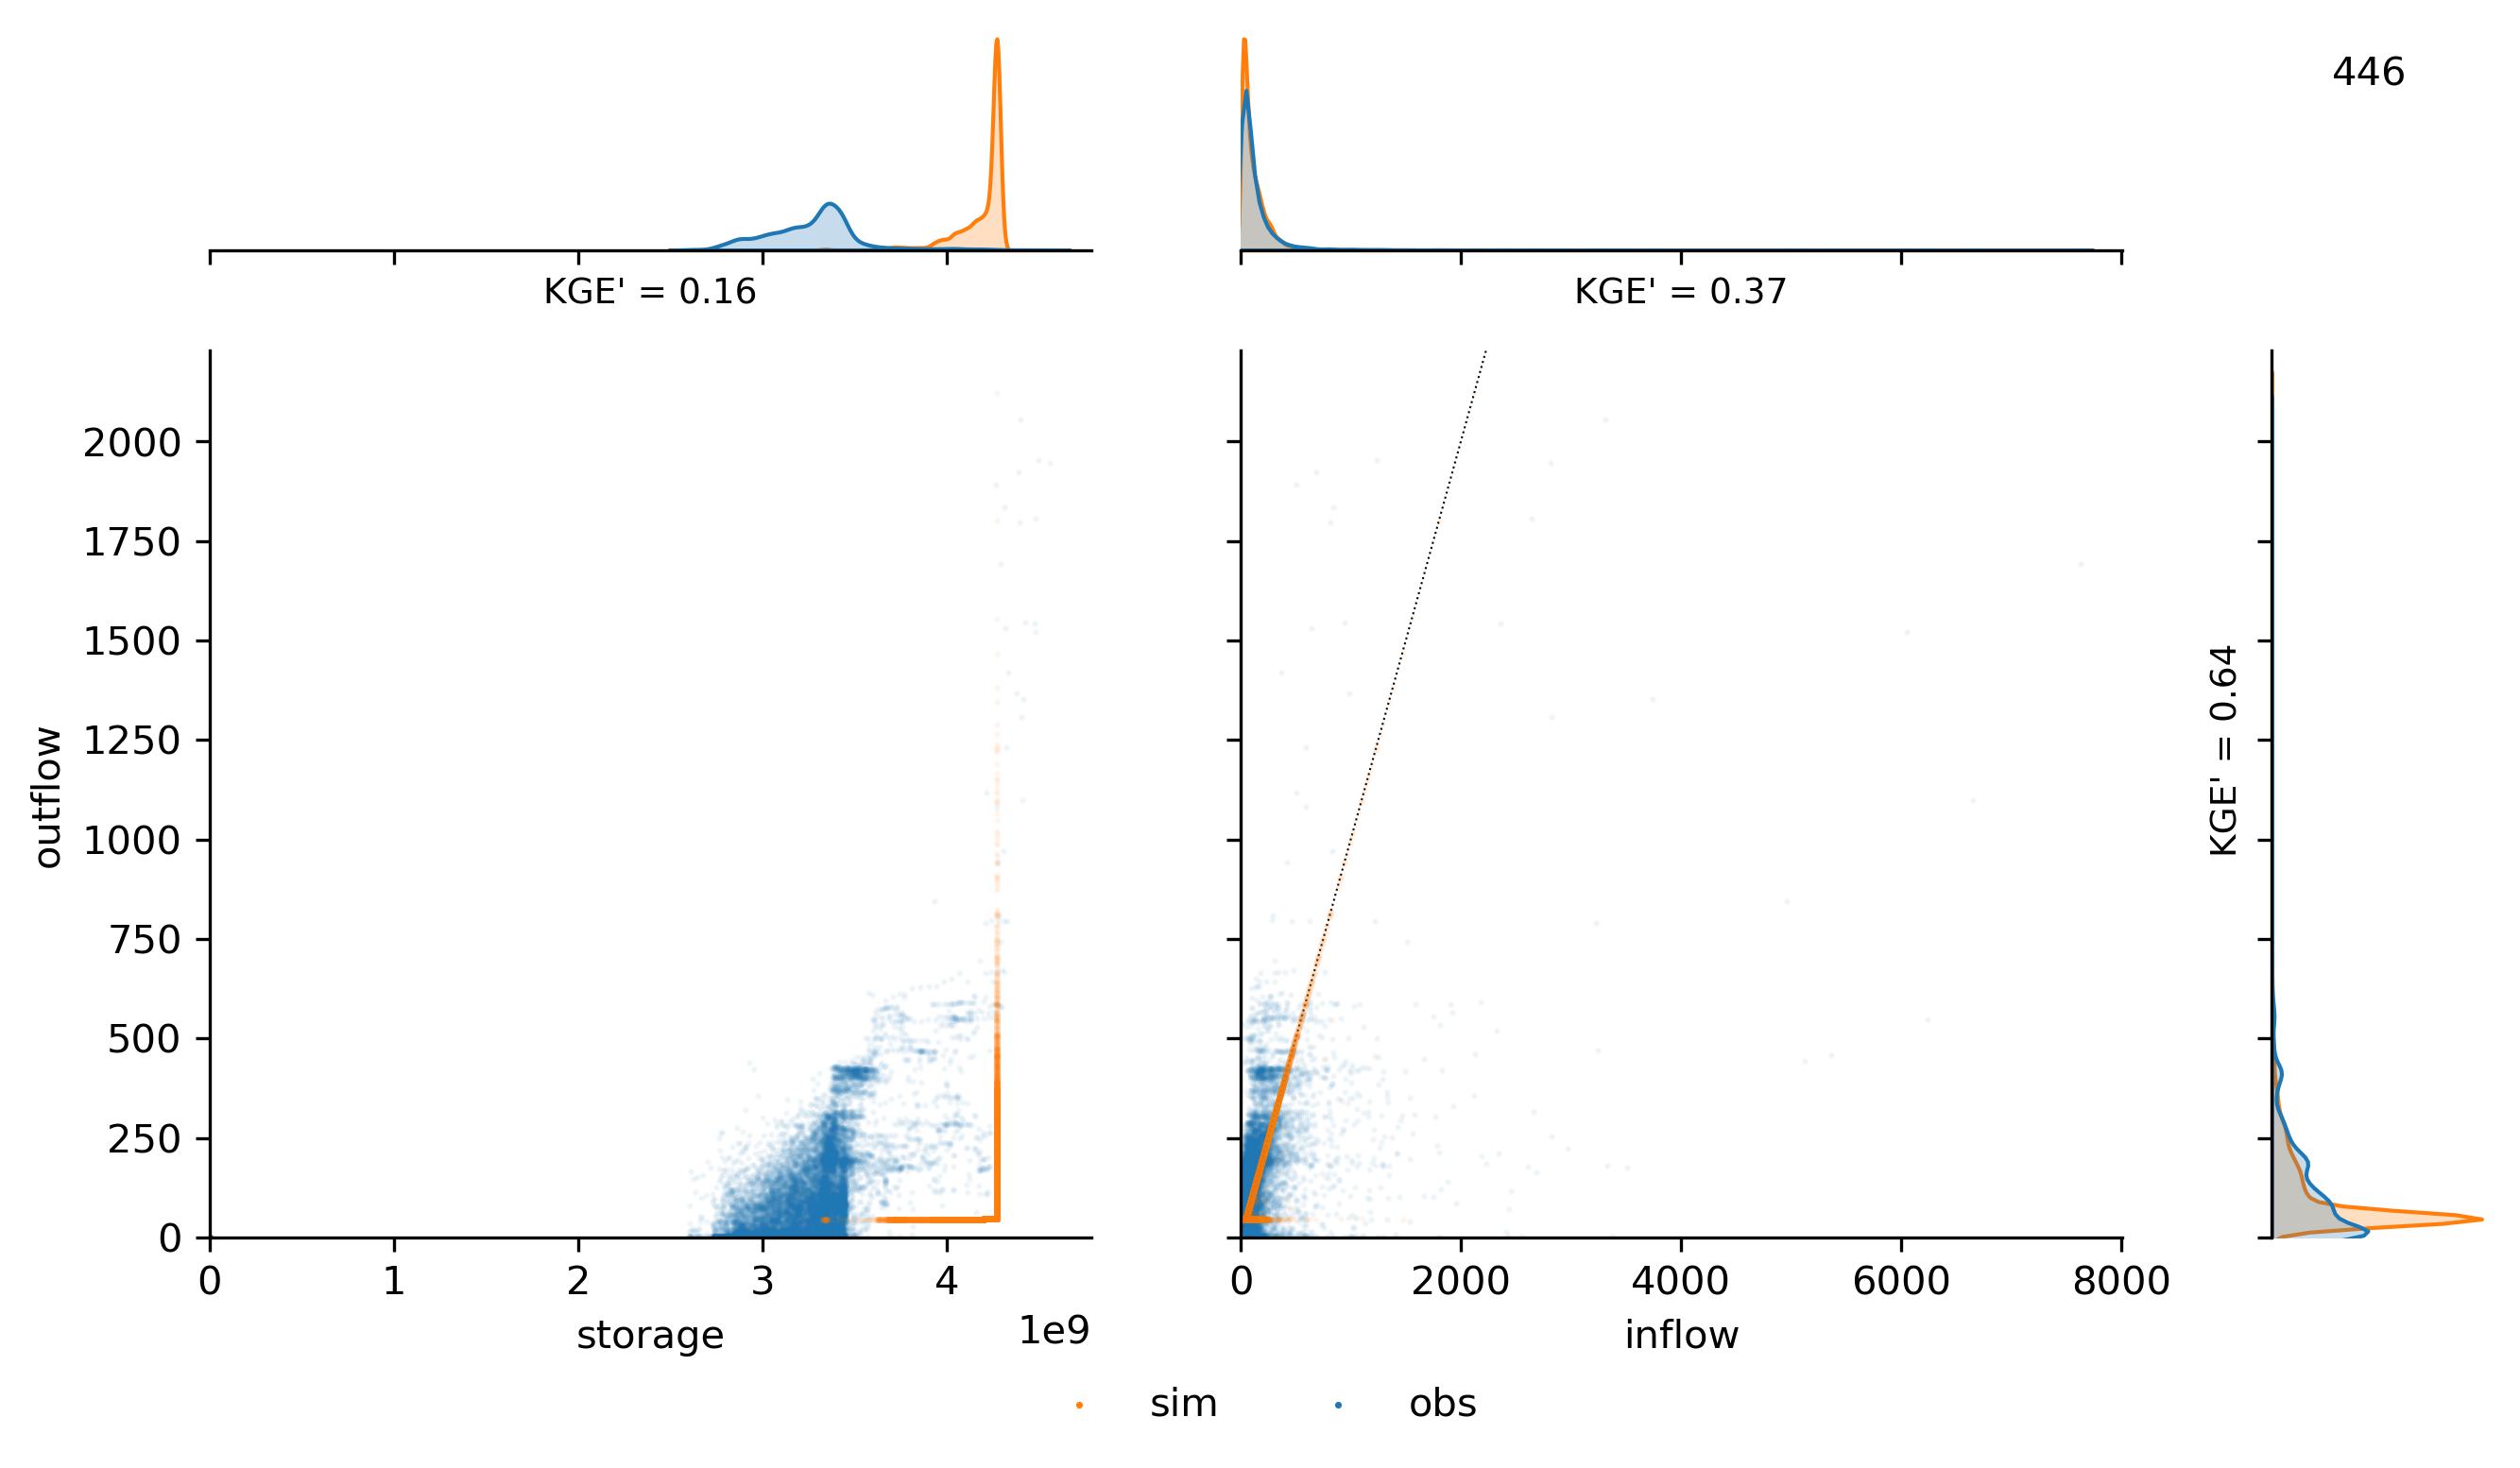 446
KGE' = 0.16
KGE' = 0.37
2000
1750
1500
1250
1000
750
500
250
0
outflow
KGE' = 0.64
0 1 2 3 4
0 2000 4000 6000 8000
storage
1e9
inflow
sim
obs